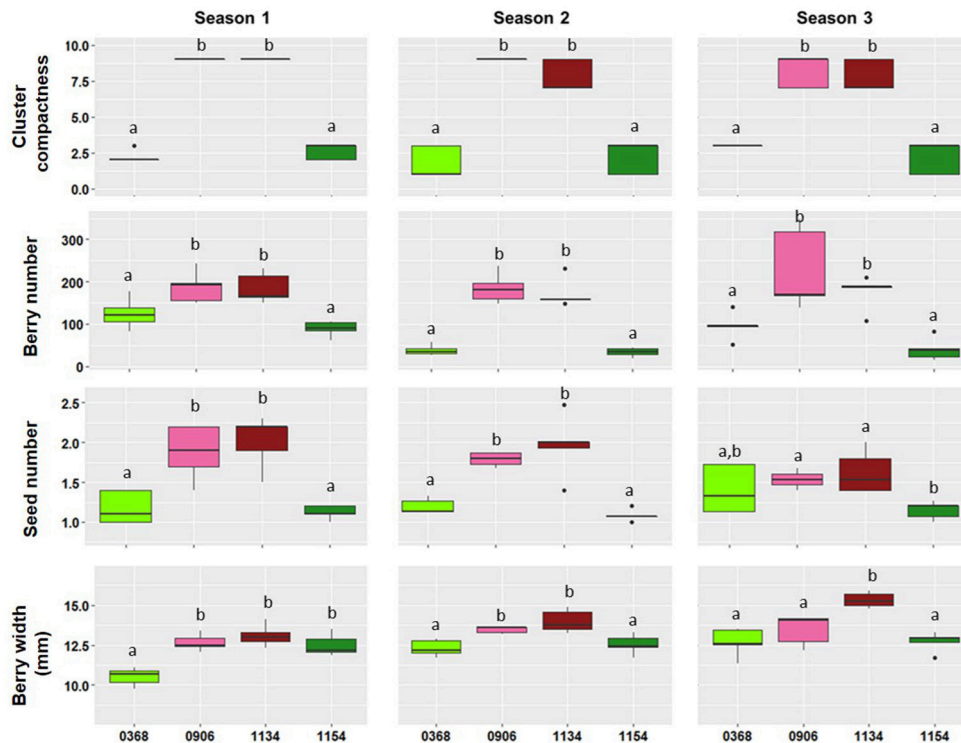 Season 1 Season 2 Season 3
Cluster
compactness
10.0
7.5
5.0
2.5
0.0
a b b a
a b b a
a b b a
Berry number
300
200
100
0
a b b a
a b b a
a b b a
Seed number
2.5
2.0
1.5
1.0
a b b a
a b b a
a,b a a b
Berry width
(mm)
15.0
12.5
10.0
a b b b
a b b a
a a b a
0368 0906 1134 1154 0368 0906 1134 1154 0368 0906 1134 1154